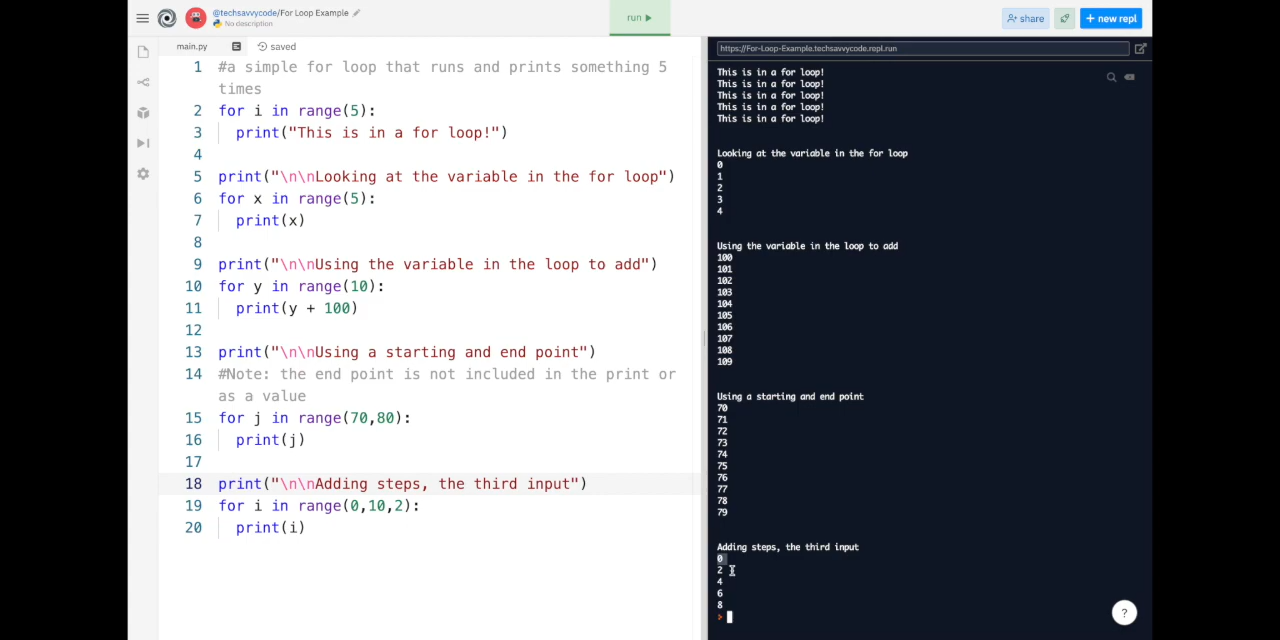 @techsavvycode/For Loop Example
No description
run
share
+ new repl
main.py
saved
https://For-Loop-Example.techsavvycode.repl.run
1 #a simple for loop that runs and prints something 5
times
2 for i in range(5):
3 print("This is in a for loop!")
4
5 print("\n\nLooking at the variable in the for loop")
6 for x in range(5):
7 print(x)
8
9 print("\n\nUsing the variable in the loop to add")
10 for y in range(10):
11 print(y + 100)
12
13 print("\n\nUsing a starting and end point")
14 #Note: the end point is not included in the print or
as a value
15 for j in range(70,80):
16 print(j)
17
18 print("\n\nAdding steps, the third input")
19 for i in range(0,10,2):
20 print(i)
This is in a for loop!
This is in a for loop!
This is in a for loop!
This is in a for loop!
This is in a for loop!
Looking at the variable in the for loop
0
1
2
3
4
Using the variable in the loop to add
100
101
102
103
104
105
106
107
108
109
Using a starting and end point
70
71
72
73
74
75
76
77
78
79
Adding steps, the third input
0
2
4
6
8
>
?